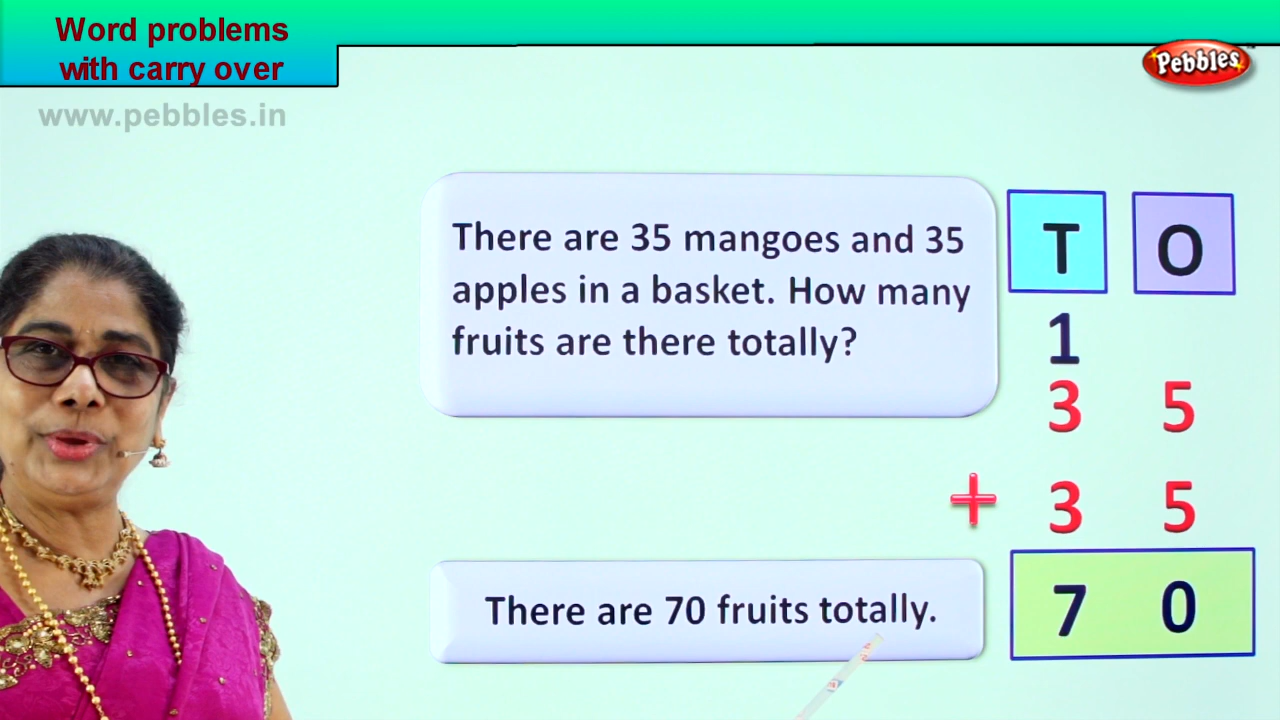 Word problems
with carry over
Pebbles
www.pebbles.in
There are 35 mangoes and 35
apples in a basket. How many
fruits are there totally?
T O
1
3 5
+ 3 5
7 0
There are 70 fruits totally.